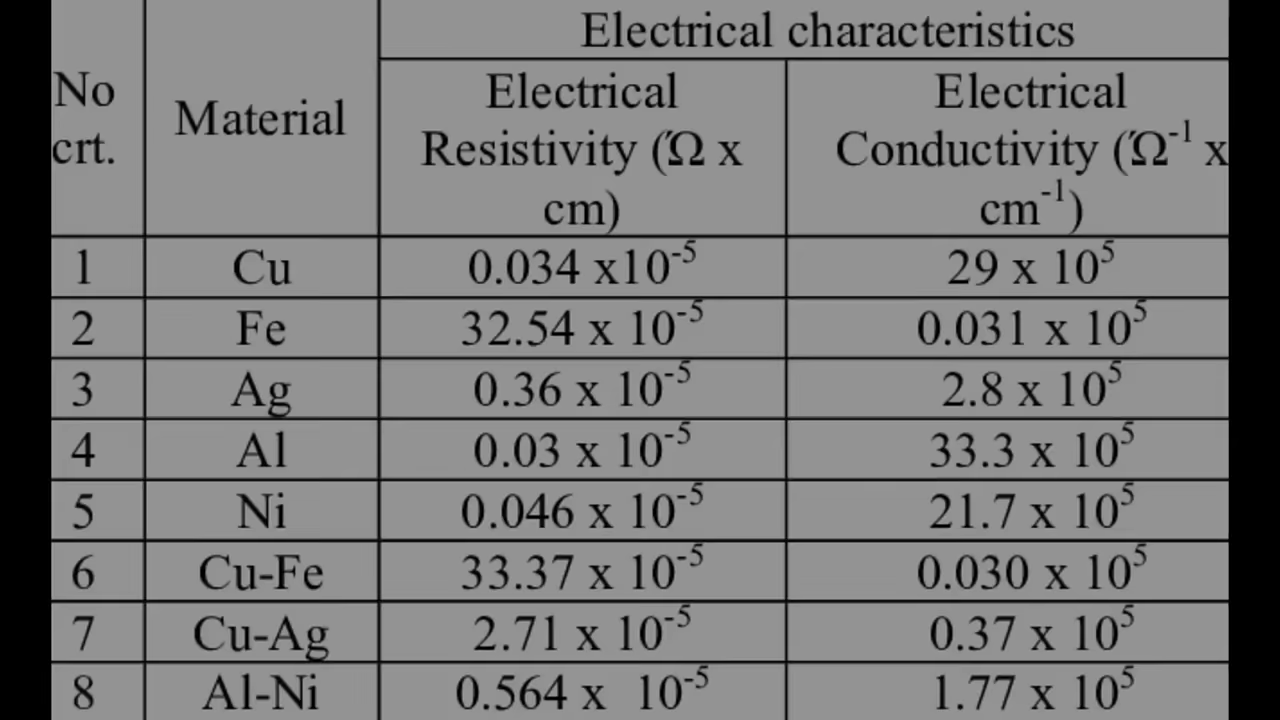 Electrical characteristics
No crt.
Material
Electrical Resistivity (Ώ x cm)
Electrical Conductivity (Ώ⁻¹ x cm⁻¹)
1 Cu 0.034 x10⁻⁵ 29 x 10⁵
2 Fe 32.54 x 10⁻⁵ 0.031 x 10⁵
3 Ag 0.36 x 10⁻⁵ 2.8 x 10⁵
4 Al 0.03 x 10⁻⁵ 33.3 x 10⁵
5 Ni 0.046 x 10⁻⁵ 21.7 x 10⁵
6 Cu-Fe 33.37 x 10⁻⁵ 0.030 x 10⁵
7 Cu-Ag 2.71 x 10⁻⁵ 0.37 x 10⁵
8 Al-Ni 0.564 x 10⁻⁵ 1.77 x 10⁵